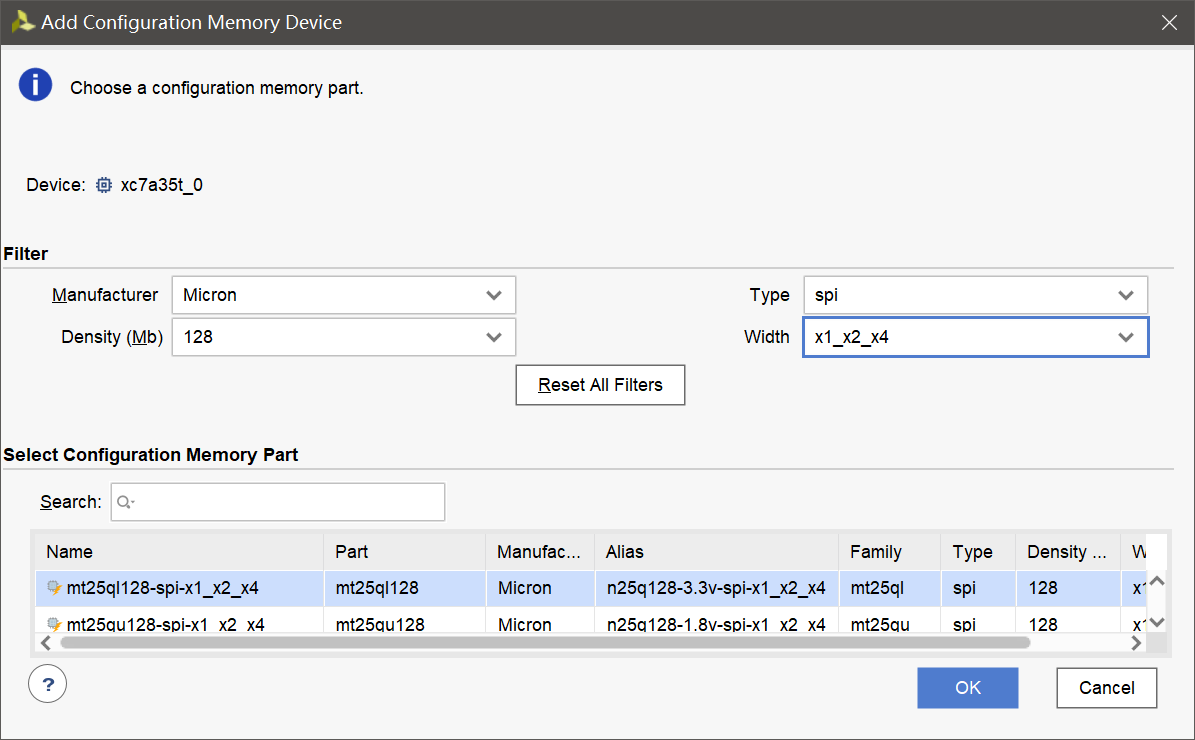 Add Configuration Memory Device
Choose a configuration memory part.
Device: xc7a35t_0
Filter
Manufacturer Micron Type spi
Density (Mb) 128 Width x1_x2_x4
Reset All Filters
Select Configuration Memory Part
Search:
Name Part Manufac... Alias Family Type Density ... W
mt25ql128-spi-x1_x2_x4 mt25ql128 Micron n25q128-3.3v-spi-x1_x2_x4 mt25ql spi 128 x1
mt25qu128-spi-x1_x2_x4 mt25qu128 Micron n25q128-1.8v-spi-x1_x2_x4 mt25qu spi 128 x1
? OK Cancel